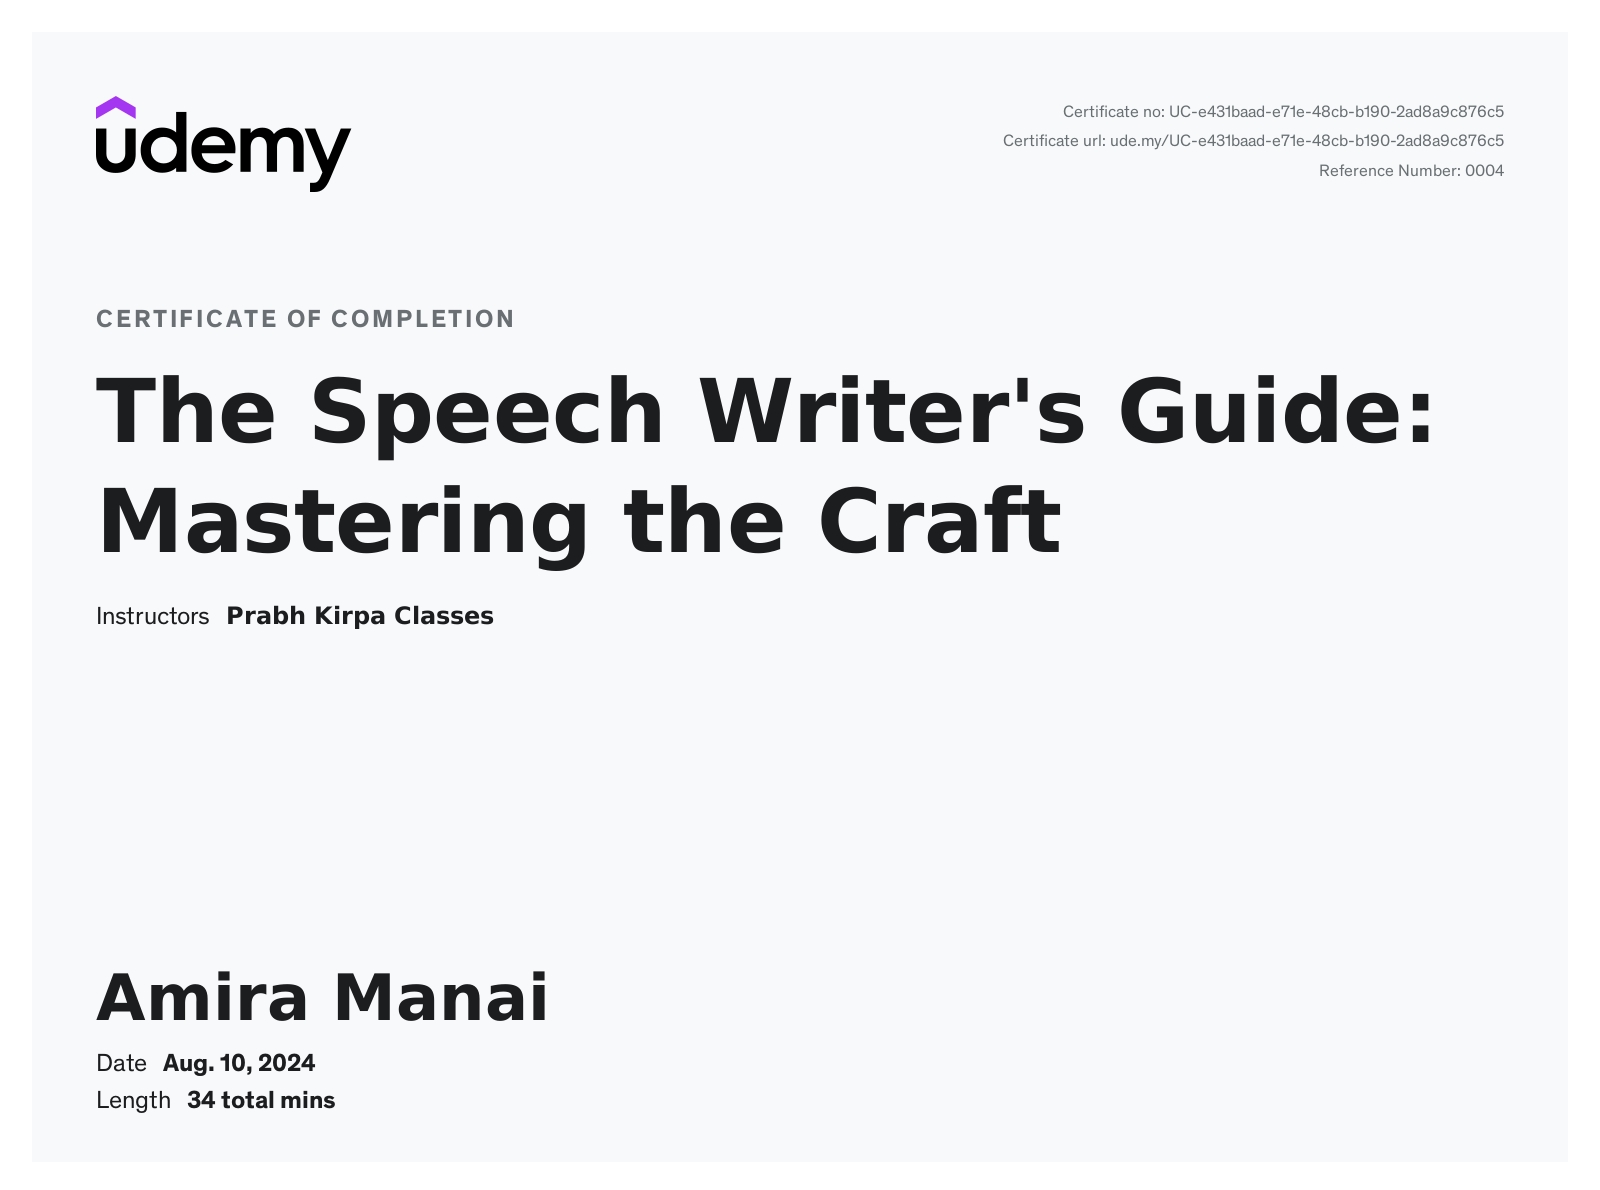 udemy
Certificate no: UC-e431baad-e71e-48cb-b190-2ad8a9c876c5
Certificate url: ude.my/UC-e431baad-e71e-48cb-b190-2ad8a9c876c5
Reference Number: 0004
CERTIFICATE OF COMPLETION
The Speech Writer's Guide:
Mastering the Craft
Instructors Prabh Kirpa Classes
Amira Manai
Date Aug. 10, 2024
Length 34 total mins